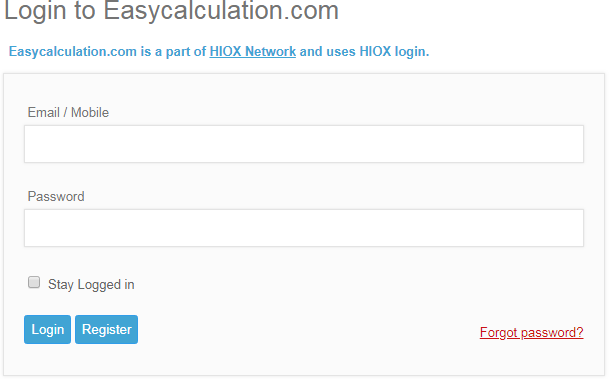 Login to Easycalculation.com
Easycalculation.com is a part of HIOX Network and uses HIOX login.
Email / Mobile
Password
Stay Logged in
Login Register Forgot password?